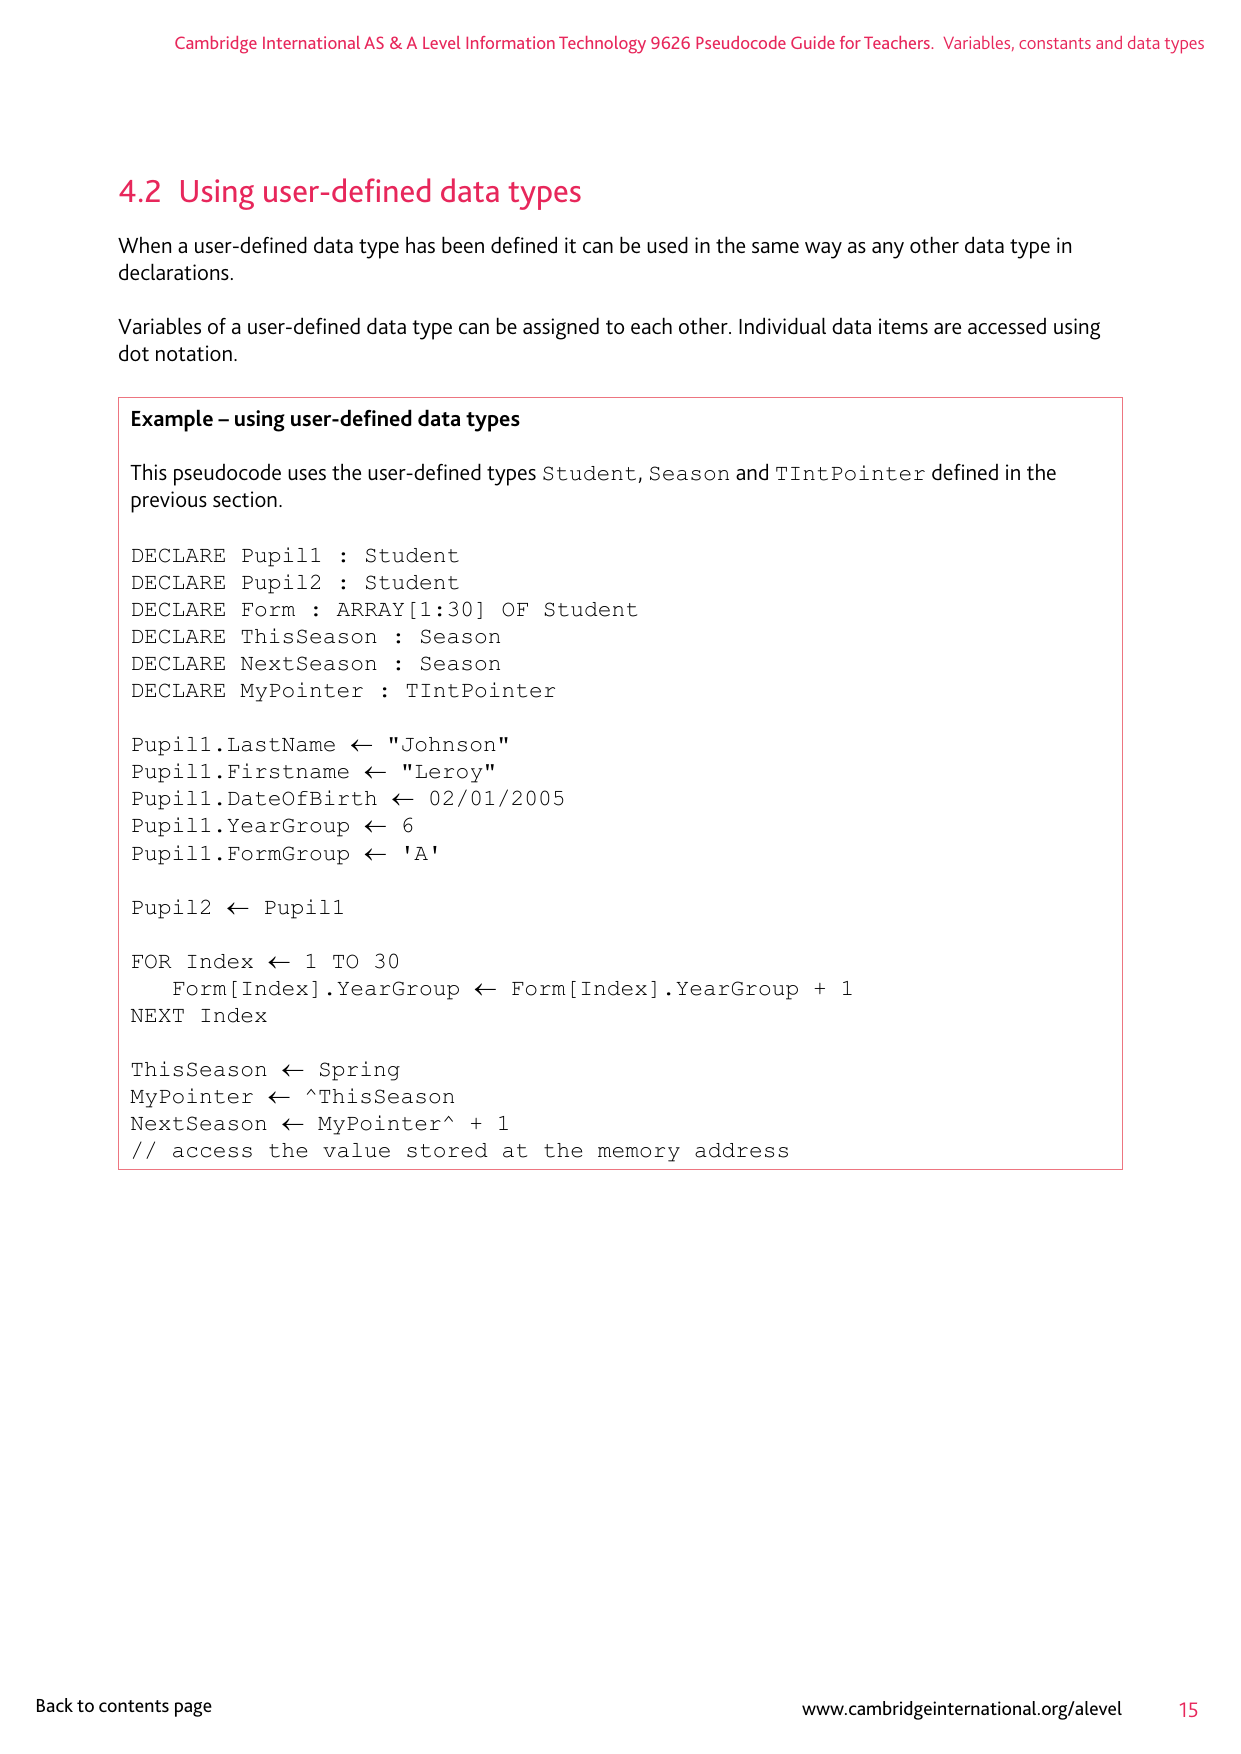 Cambridge International AS & A Level Information Technology 9626 Pseudocode Guide for Teachers. Variables, constants and data types
4.2 Using user-defined data types
When a user-defined data type has been defined it can be used in the same way as any other data type in
declarations.
Variables of a user-defined data type can be assigned to each other. Individual data items are accessed using
dot notation.
Example – using user-defined data types
This pseudocode uses the user-defined types Student, Season and TIntPointer defined in the
previous section.
DECLARE Pupil1 : Student
DECLARE Pupil2 : Student
DECLARE Form : ARRAY[1:30] OF Student
DECLARE ThisSeason : Season
DECLARE NextSeason : Season
DECLARE MyPointer : TIntPointer
Pupil1.LastName ← "Johnson"
Pupil1.Firstname ← "Leroy"
Pupil1.DateOfBirth ← 02/01/2005
Pupil1.YearGroup ← 6
Pupil1.FormGroup ← 'A'
Pupil2 ← Pupil1
FOR Index ← 1 TO 30
   Form[Index].YearGroup ← Form[Index].YearGroup + 1
NEXT Index
ThisSeason ← Spring
MyPointer ← ^ThisSeason
NextSeason ← MyPointer^ + 1
// access the value stored at the memory address
Back to contents page
www.cambridgeinternational.org/alevel 15